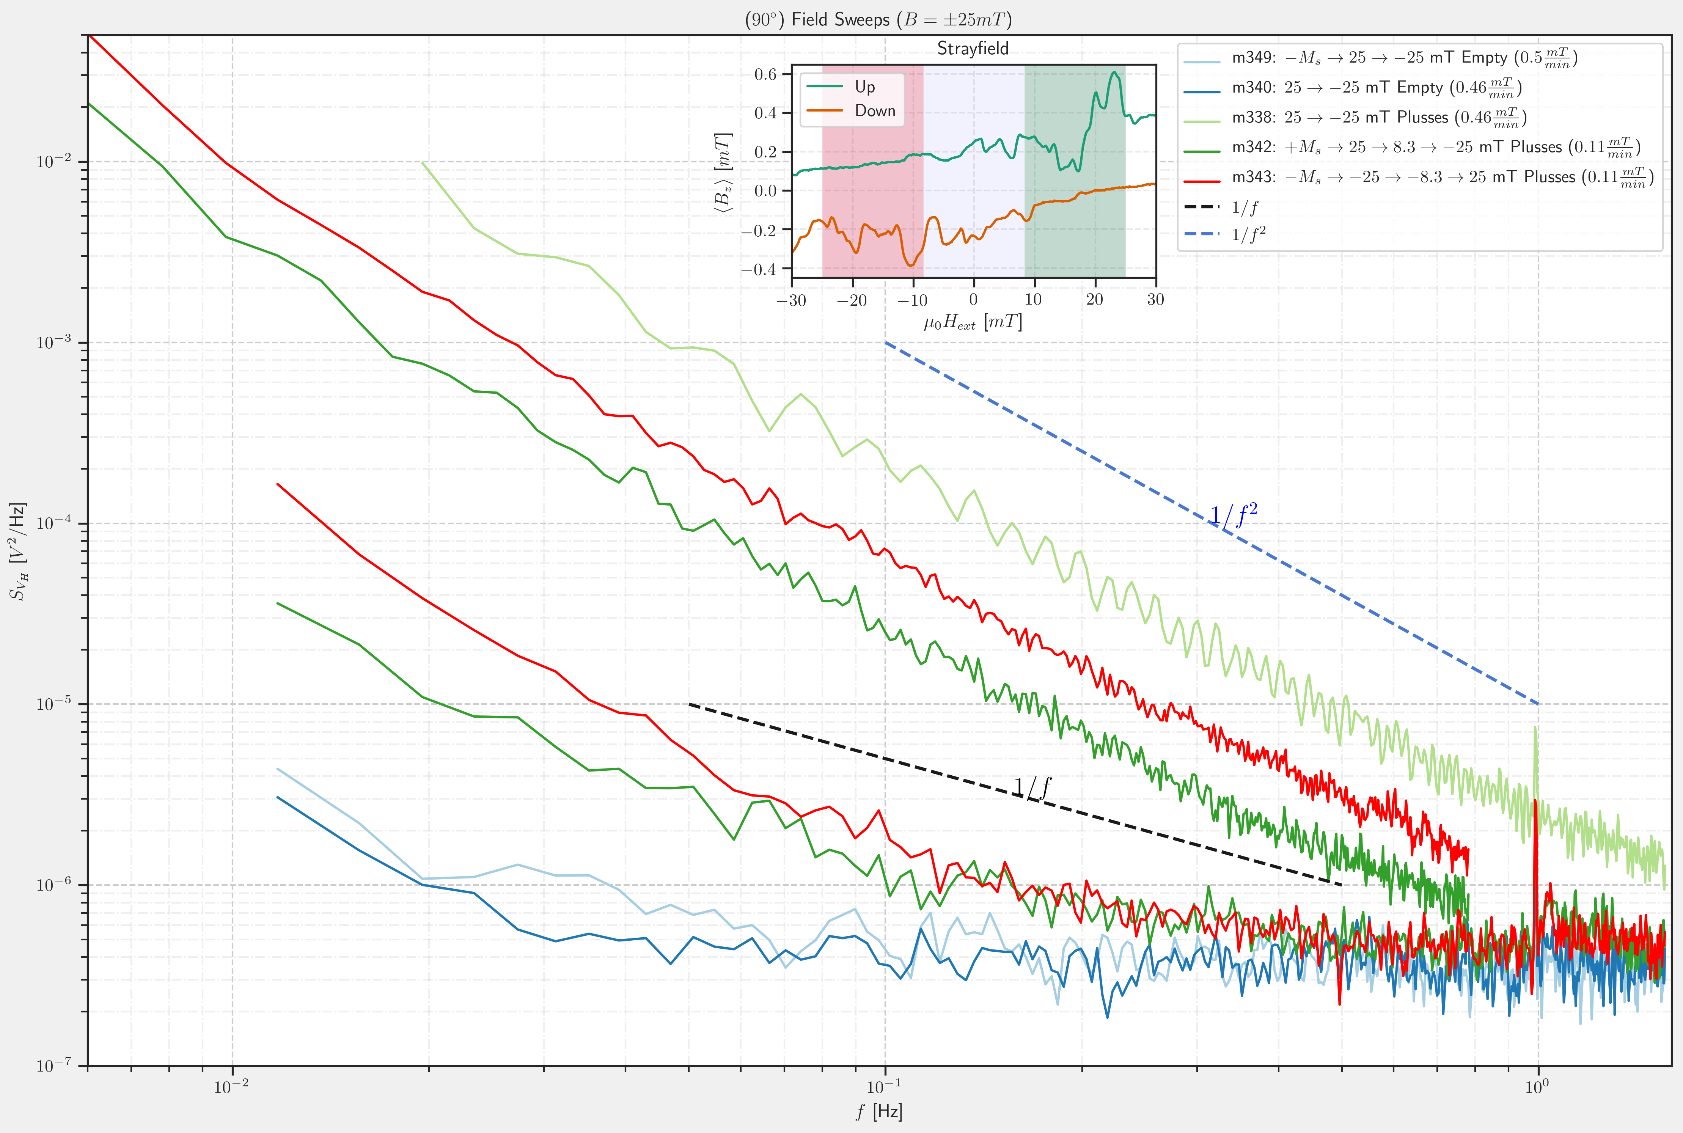 (90°) Field Sweeps (B = ±25mT)
Strayfield
Up
Down
0.6
0.4
0.2
0.0
−0.2
−0.4
⟨B_z⟩ [mT]
−30 −20 −10 0 10 20 30
μ₀H_ext [mT]
m349: −M_s → 25 → −25 mT Empty (0.5 mT/min)
m340: 25 → −25 mT Empty (0.46 mT/min)
m338: 25 → −25 mT Plusses (0.46 mT/min)
m342: +M_s → 25 → 8.3 → −25 mT Plusses (0.11 mT/min)
m343: −M_s → −25 → −8.3 → 25 mT Plusses (0.11 mT/min)
1/f
1/f²
10⁻²
10⁻³
10⁻⁴
10⁻⁵
10⁻⁶
10⁻⁷
S_{V_H} [V²/Hz]
1/f²
1/f
10⁻² 10⁻¹ 10⁰
f [Hz]